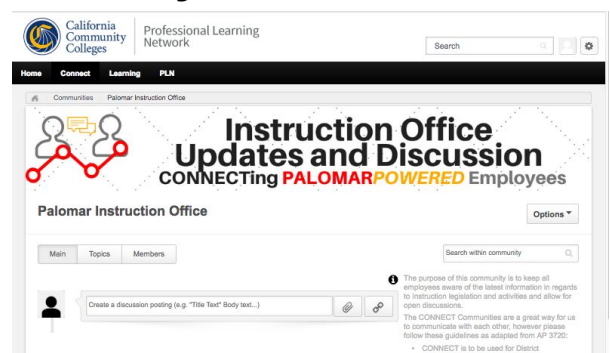 California
Community
Colleges
Professional Learning
Network
Search
Home Connect Learning PLN
Communities Palomar Instruction Office
Instruction Office
Updates and Discussion
CONNECTing PALOMARPOWERED Employees
Palomar Instruction Office
Options
Main Topics Members
Search within community
Create a discussion posting (e.g. "Title Text" Body text...)
The purpose of this community is to keep all
employees aware of the latest information in regards
to Instruction legislation and activities and allow for
open discussions.
The CONNECT Communities are a great way for us
to communicate with each other, however please
follow these guidelines as adapted from AP 3720:
• CONNECT is to be used for District